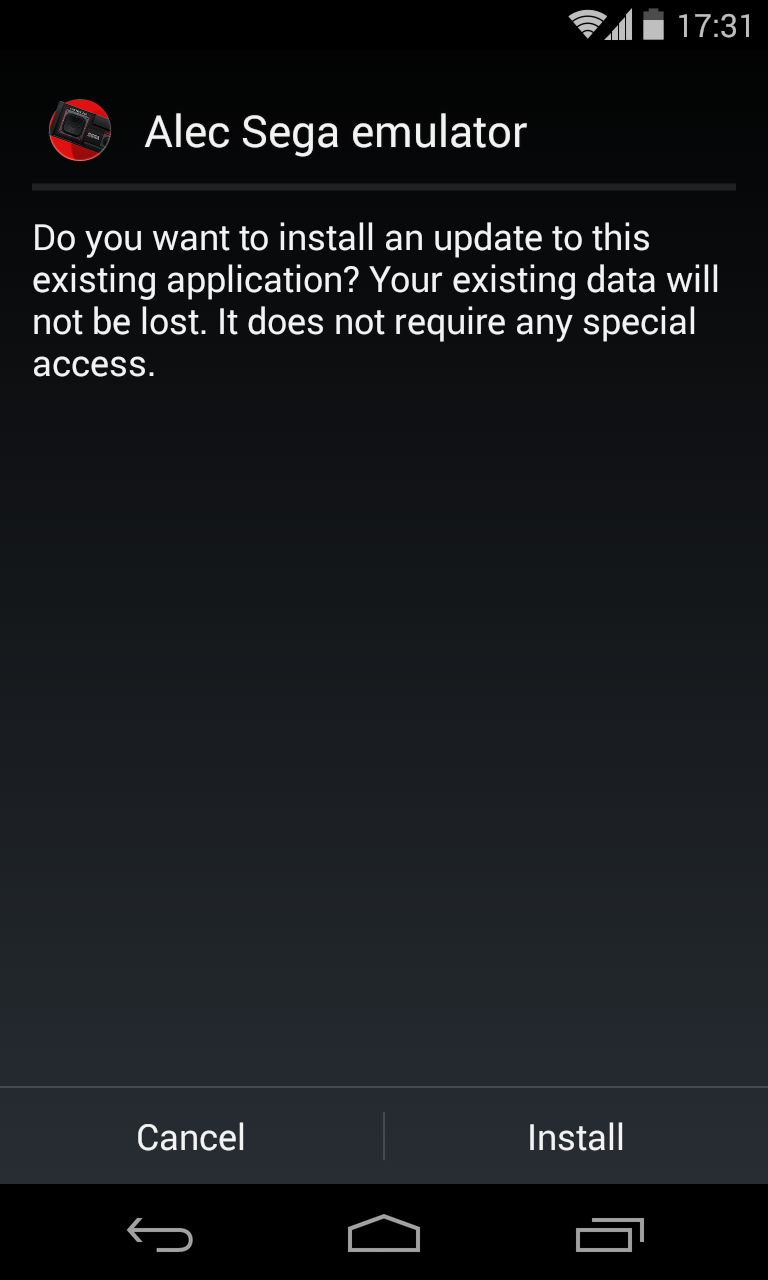 17:31
Alec Sega emulator
Do you want to install an update to this
existing application? Your existing data will
not be lost. It does not require any special
access.
Cancel
Install